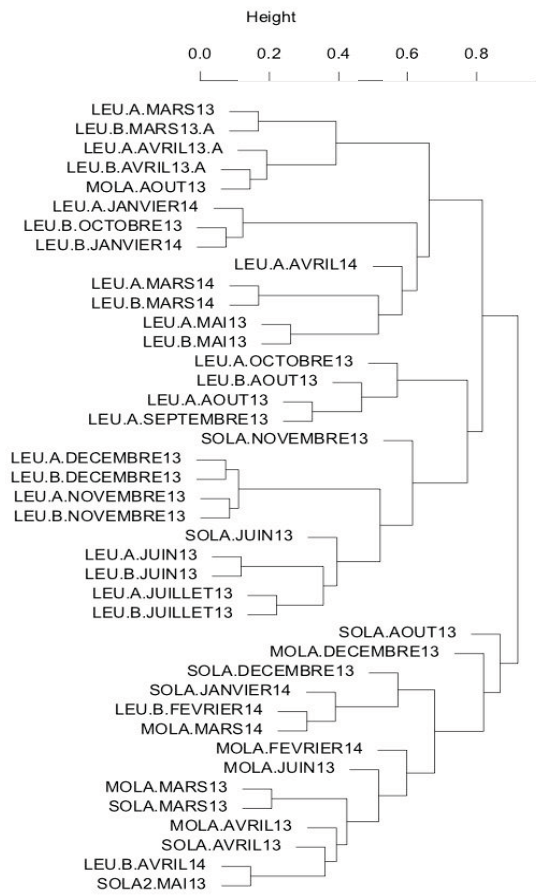 Height
0.0 0.2 0.4 0.6 0.8
LEU.A.MARS13
LEU.B.MARS13.A
LEU.A.AVRIL13.A
LEU.B.AVRIL13.A
MOLA.AOUT13
LEU.A.JANVIER14
LEU.B.OCTOBRE13
LEU.B.JANVIER14
LEU.A.AVRIL14
LEU.A.MARS14
LEU.B.MARS14
LEU.A.MAI13
LEU.B.MAI13
LEU.A.OCTOBRE13
LEU.B.AOUT13
LEU.A.AOUT13
LEU.A.SEPTEMBRE13
SOLA.NOVEMBRE13
LEU.A.DECEMBRE13
LEU.B.DECEMBRE13
LEU.A.NOVEMBRE13
LEU.B.NOVEMBRE13
SOLA.JUIN13
LEU.A.JUIN13
LEU.B.JUIN13
LEU.A.JUILLET13
LEU.B.JUILLET13
SOLA.AOUT13
MOLA.DECEMBRE13
SOLA.DECEMBRE13
SOLA.JANVIER14
LEU.B.FEVRIER14
MOLA.MARS14
MOLA.FEVRIER14
MOLA.JUIN13
MOLA.MARS13
SOLA.MARS13
MOLA.AVRIL13
SOLA.AVRIL13
LEU.B.AVRIL14
SOLA2.MAI13